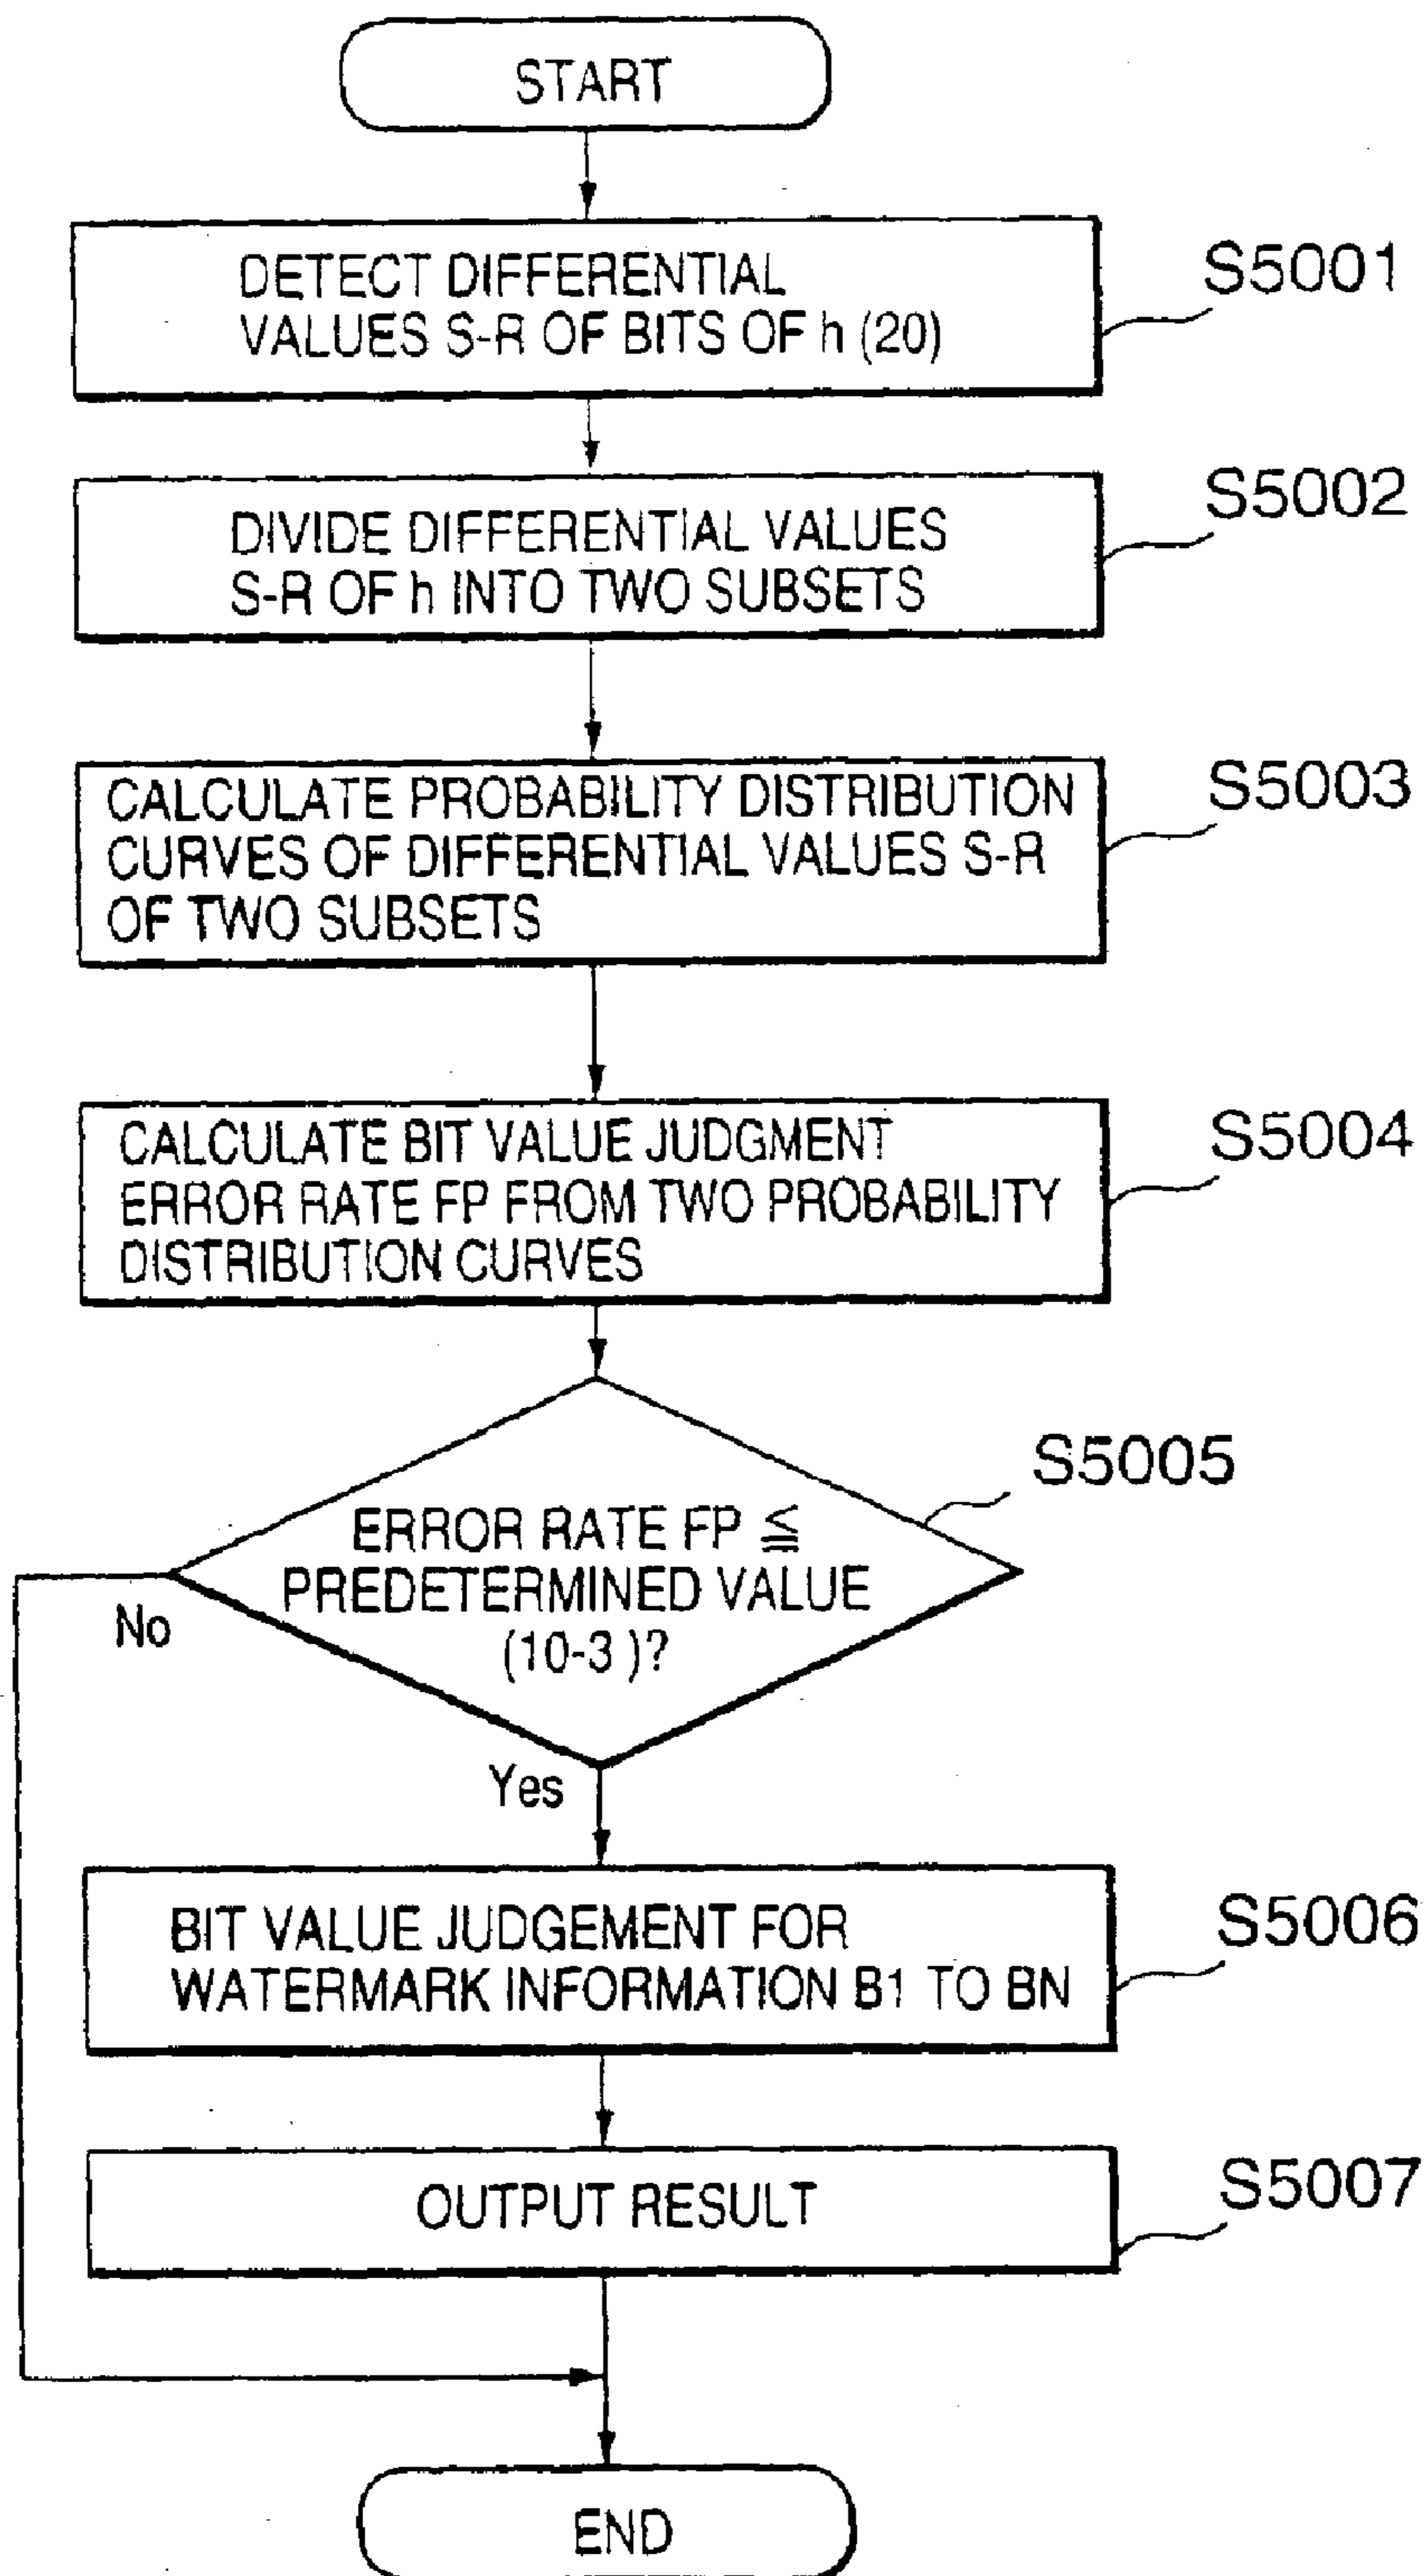 START
DETECT DIFFERENTIAL
VALUES S-R OF BITS OF h (20)
S5001
DIVIDE DIFFERENTIAL VALUES
S-R OF h INTO TWO SUBSETS
S5002
CALCULATE PROBABILITY DISTRIBUTION
CURVES OF DIFFERENTIAL VALUES S-R
OF TWO SUBSETS
S5003
CALCULATE BIT VALUE JUDGMENT
ERROR RATE FP FROM TWO PROBABILITY
DISTRIBUTION CURVES
S5004
ERROR RATE FP ≦
PREDETERMINED VALUE
(10-3 )?
S5005
No
Yes
BIT VALUE JUDGEMENT FOR
WATERMARK INFORMATION B1 TO BN
S5006
OUTPUT RESULT
S5007
END